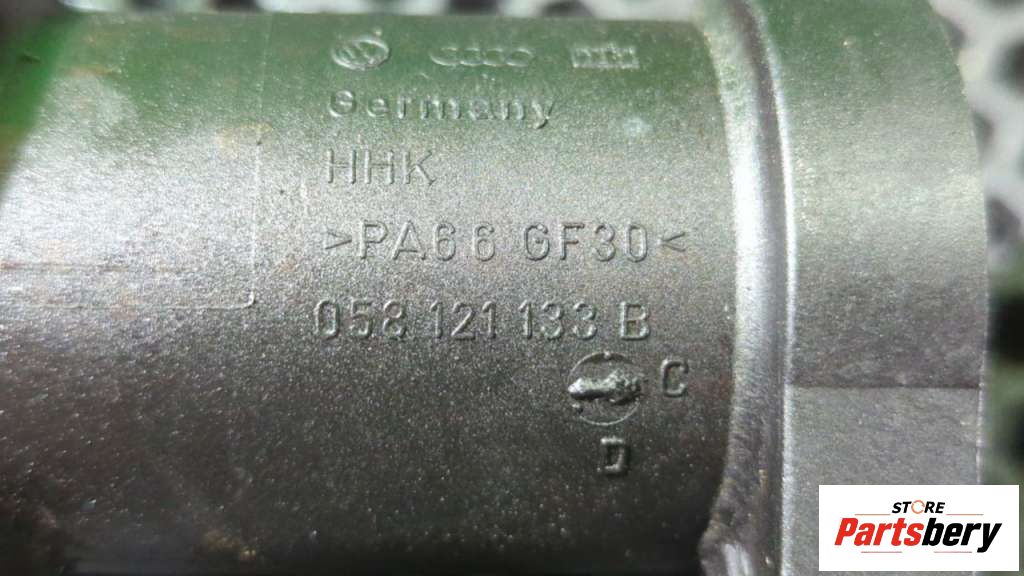 Germany
HHK
>PA66 GF30<
058 121 133 B
C
D
STORE
Partsbery